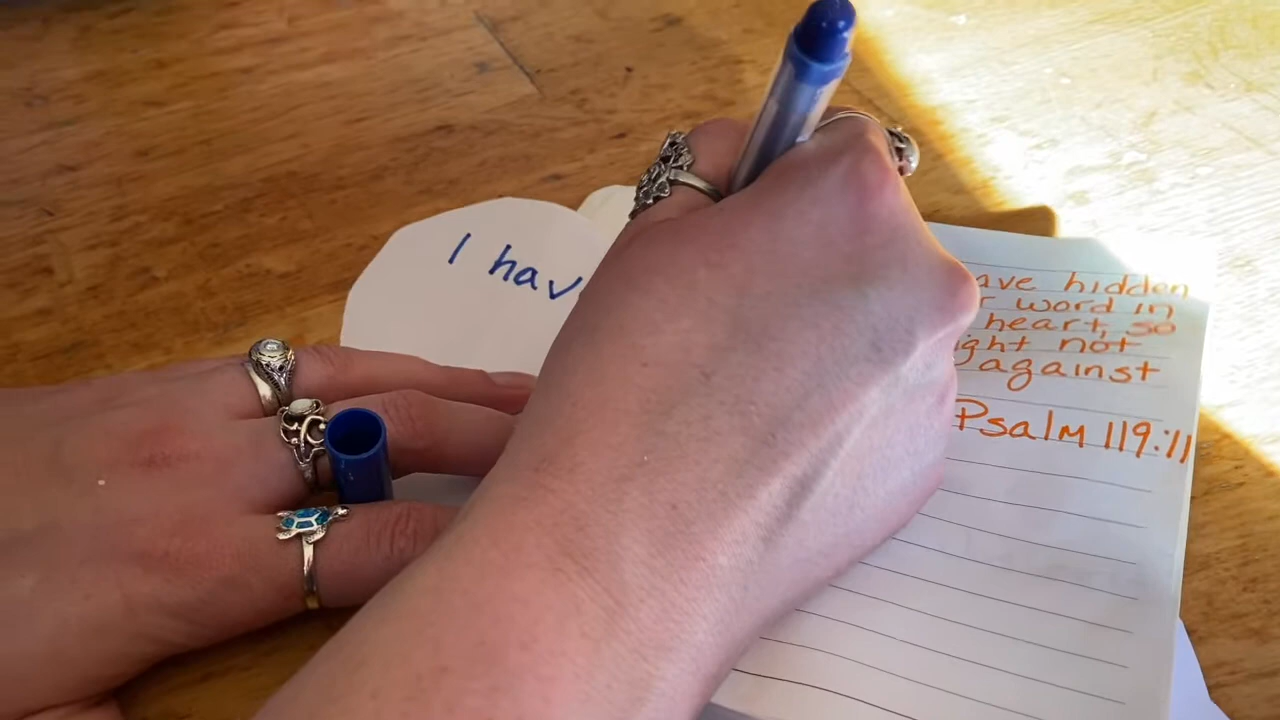 I hav
ave hidden
r word in
heart, so
ight not
against
Psalm 119:11